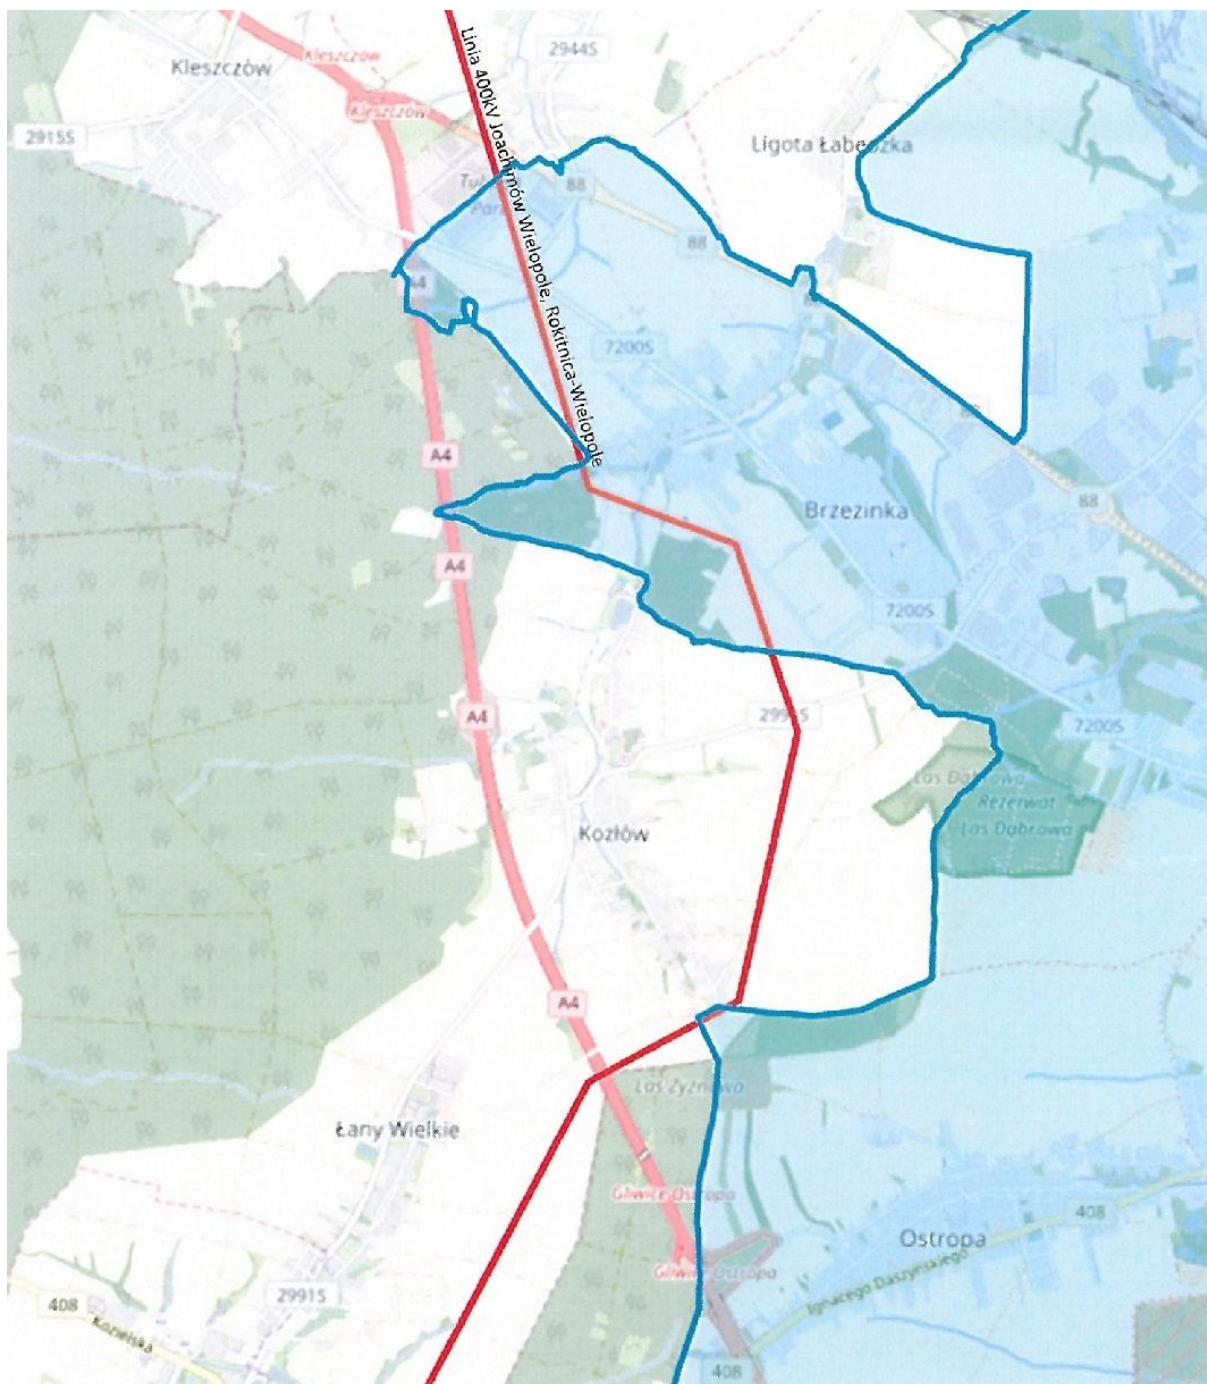 Kleszczów
Kleszczów
Kleszczów
2944S
Linia 400kV Joachimów Wielopole, Rokitnica-Wielopole
2915S
Ligota Łabędzka
88
88
A4
7200S
A4
Brzezinka
88
A4
7200S
A4
2991S
7200S
Las Dąbrowa
Rezerwat
Las Dąbrowa
Kozłów
A4
Las Żyznowa
Łany Wielkie
Gliwice Ostropa
408
Ostropa
Gliwice Ostropa
Ignacego Daszyńskiego
2991S
408
Kozielska
408